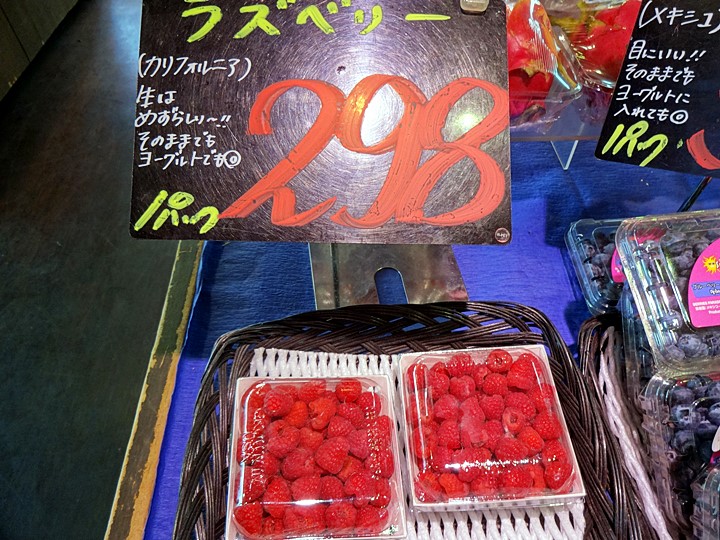 ラズベリー
(カリフォルニア)
生は
めずらしい〜!!
そのままでも
ヨーグルトでも◎
1パック
298
(メキシコ)
目にいい!!
そのままでも
ヨーグルトに
入れても◎
1パック